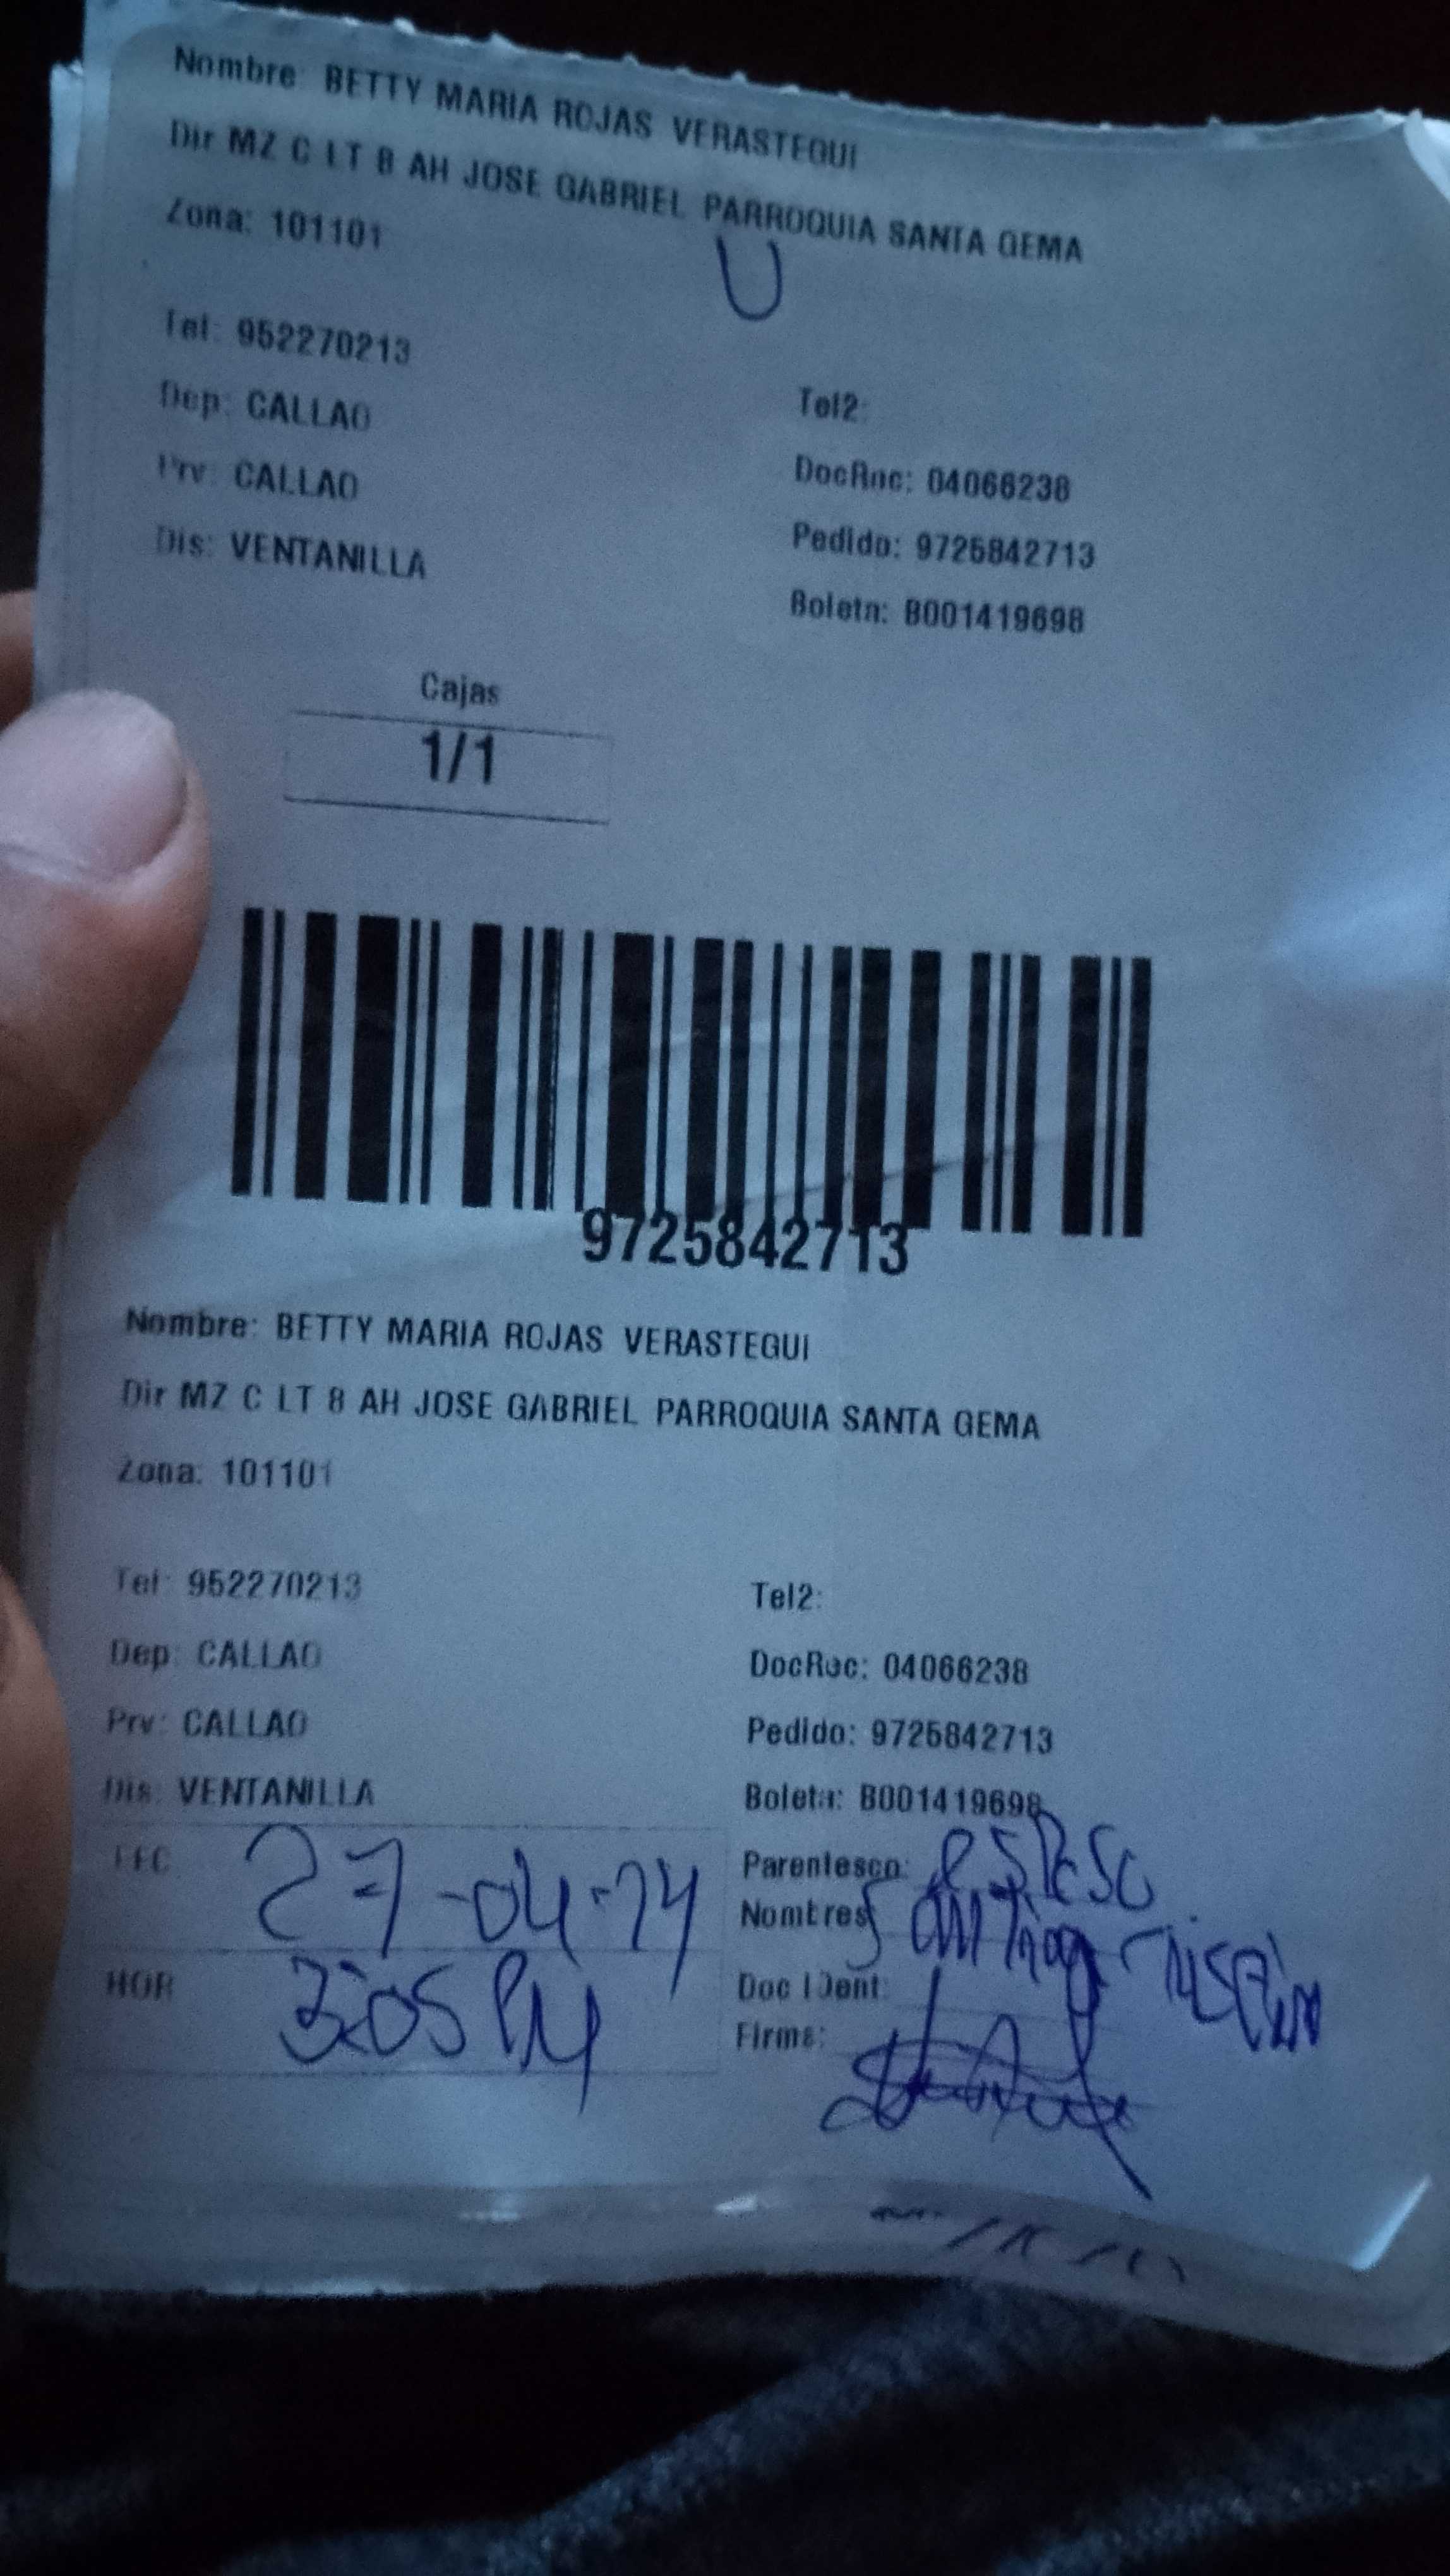 Nombre: BETTY MARIA ROJAS VERASTEGUI
Dir MZ C LT 8 AH JOSE GABRIEL PARROQUIA SANTA GEMA
Zona: 101101
U
Tel: 952270213
Tel2:
Dep: CALLAO
DocRec: 04066238
Prv: CALLAO
Pedido: 9725842713
Dis: VENTANILLA
Boleta: B001419698
Cajas
1/1
9725842713
Nombre: BETTY MARIA ROJAS VERASTEGUI
Dir MZ C LT 8 AH JOSE GABRIEL PARROQUIA SANTA GEMA
Zona: 101101
Tel: 952270213
Tel2:
Dep: CALLAO
DocRec: 04066238
Prv: CALLAO
Pedido: 9725842713
Dis: VENTANILLA
Boleta: B001419698
FEC 27-04-24
Parentesco:
Nombres
HOR 3:05 PM
Doc IDent:
Firma: